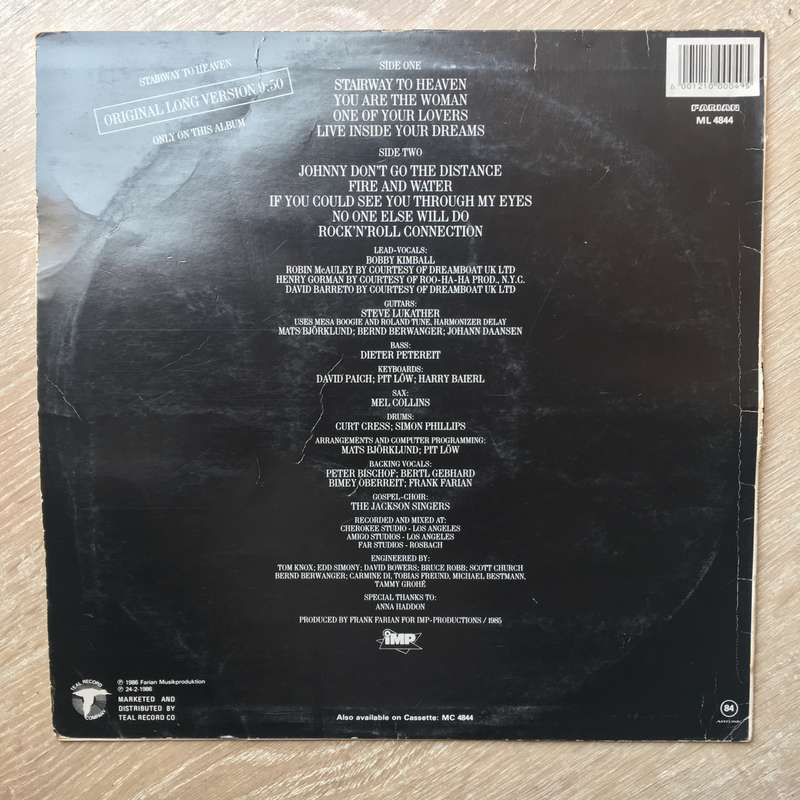 STAIRWAY TO HEAVEN
ORIGINAL LONG VERSION 9:50
ONLY ON THIS ALBUM
SIDE ONE
STAIRWAY TO HEAVEN
YOU ARE THE WOMAN
ONE OF YOUR LOVERS
LIVE INSIDE YOUR DREAMS
SIDE TWO
JOHNNY DON'T GO THE DISTANCE
FIRE AND WATER
IF YOU COULD SEE YOU THROUGH MY EYES
NO ONE ELSE WILL DO
ROCK'N'ROLL CONNECTION
LEAD-VOCALS:
BOBBY KIMBALL
ROBIN McAULEY BY COURTESY OF DREAMBOAT UK LTD
HENRY GORMAN BY COURTESY OF ROO-HA-HA PROD., N.Y.C.
DAVID BARRETO BY COURTESY OF DREAMBOAT UK LTD
GUITARS:
STEVE LUKATHER
USES MESA BOOGIE AND ROLAND TUNE, HARMONIZER DELAY
MATS BJÖRKLUND; BERND BERWANGER; JOHANN DAANSEN
BASS:
DIETER PETEREIT
KEYBOARDS:
DAVID PAICH; PIT LÖW; HARRY BAIERL
SAX:
MEL COLLINS
DRUMS:
CURT CRESS; SIMON PHILLIPS
ARRANGEMENTS AND COMPUTER PROGRAMMING:
MATS BJÖRKLUND; PIT LÖW
BACKING VOCALS:
PETER BISCHOF; BERTL GEBHARD
BIMEY OBERREIT; FRANK FARIAN
GOSPEL-CHOIR:
THE JACKSON SINGERS
RECORDED AND MIXED AT:
CHEROKEE STUDIO - LOS ANGELES
AMIGO STUDIOS - LOS ANGELES
FAR STUDIOS - ROSBACH
ENGINEERED BY:
TOM KNOX; EDD SIMONY; DAVID BOWERS; BRUCE ROBB; SCOTT CHURCH
BERND BERWANGER; CARMINE DI, TOBIAS FREUND, MICHAEL BESTMANN,
TAMMY GROHÉ
SPECIAL THANKS TO:
ANNA HADDON
PRODUCED BY FRANK FARIAN FOR IMP-PRODUCTIONS / 1985
IMP
6 001210 000495
FARIAN
ML 4844
TEAL RECORD
COMPANY
℗ 1986 Farian Musikproduktion
℗ 24-2-1986
MARKETED AND
DISTRIBUTED BY
TEAL RECORD CO
Also available on Cassette: MC 4844
84